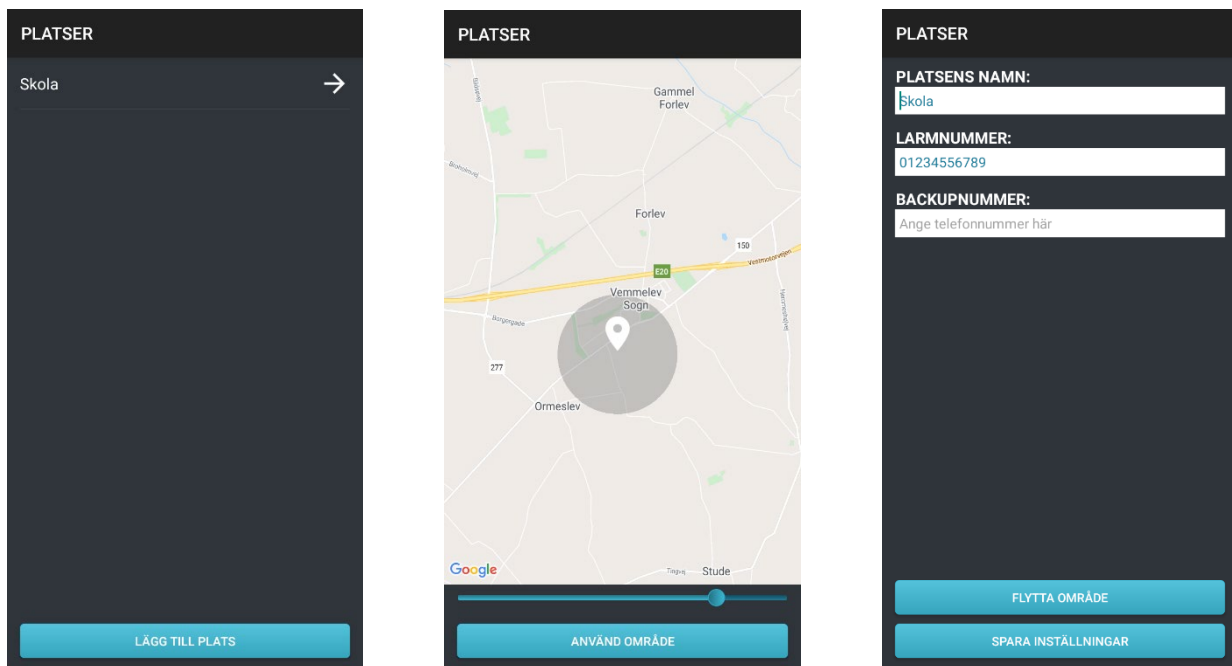 PLATSER
Skola
LÄGG TILL PLATS
PLATSER
Gammel
Forlev
Forlev
150
Vestmotorvejen
E20
Vemmelev
Sogn
Borgergade
277
Ormeslev
Google
Stude
ANVÄND OMRÅDE
PLATSER
PLATSENS NAMN:
Skola
LARMNUMMER:
01234556789
BACKUPNUMMER:
Ange telefonnummer här
FLYTTA OMRÅDE
SPARA INSTÄLLNINGAR